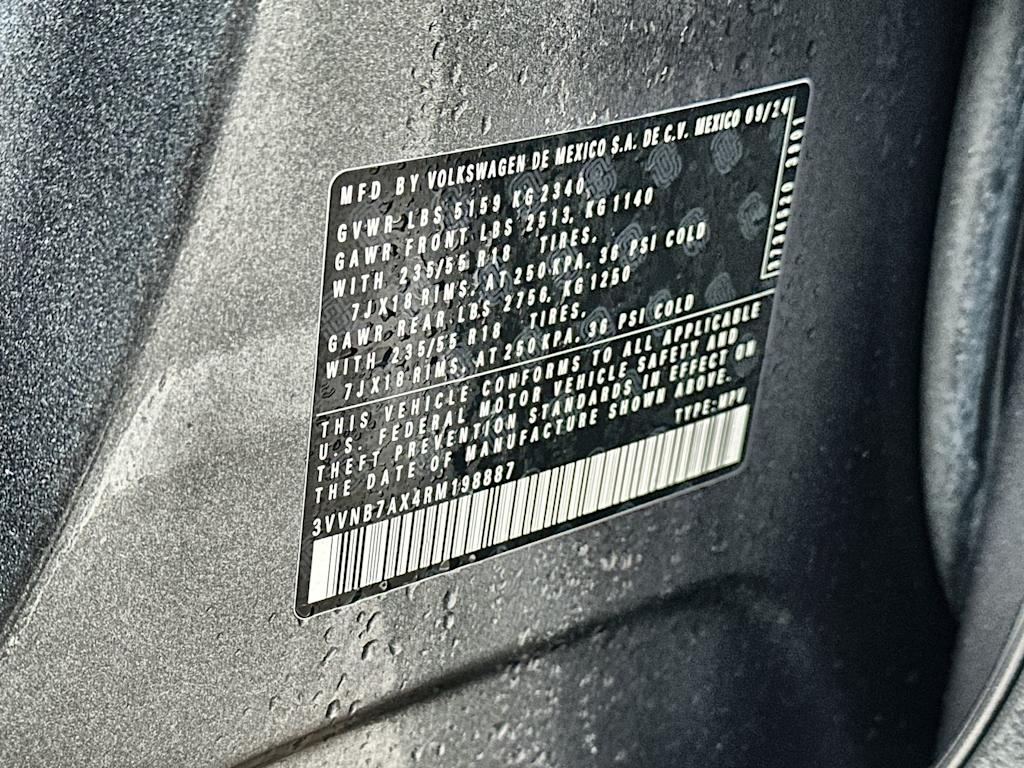 MFD BY VOLKSWAGEN DE MEXICO S.A. DE C.V. MEXICO 09/24
GVWR LBS 5159 KG 2340,
GAWR FRONT LBS 2513, KG 1140
WITH 235/55 R18 TIRES,
7JX18 RIMS, AT 250 KPA, 36 PSI COLD
GAWR REAR LBS 2756, KG 1250
WITH 235/55 R18 TIRES,
7JX18 RIMS, AT 250 KPA, 36 PSI COLD
THIS VEHICLE CONFORMS TO ALL APPLICABLE
U.S. FEDERAL MOTOR VEHICLE SAFETY AND
THEFT PREVENTION STANDARDS IN EFFECT ON
THE DATE OF MANUFACTURE SHOWN ABOVE.
TYPE:MPV
3VVNB7AX4RM198887